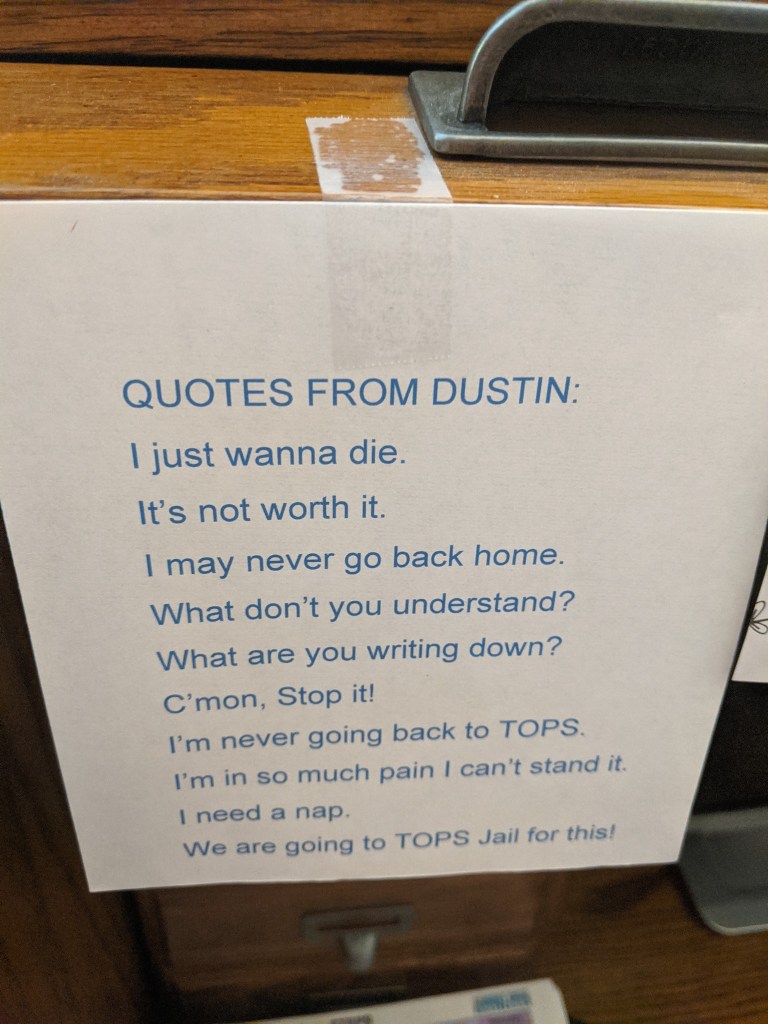 QUOTES FROM DUSTIN:
I just wanna die.
It's not worth it.
I may never go back home.
What don't you understand?
What are you writing down?
C'mon, Stop it!
I'm never going back to TOPS.
I'm in so much pain I can't stand it.
I need a nap.
We are going to TOPS Jail for this!